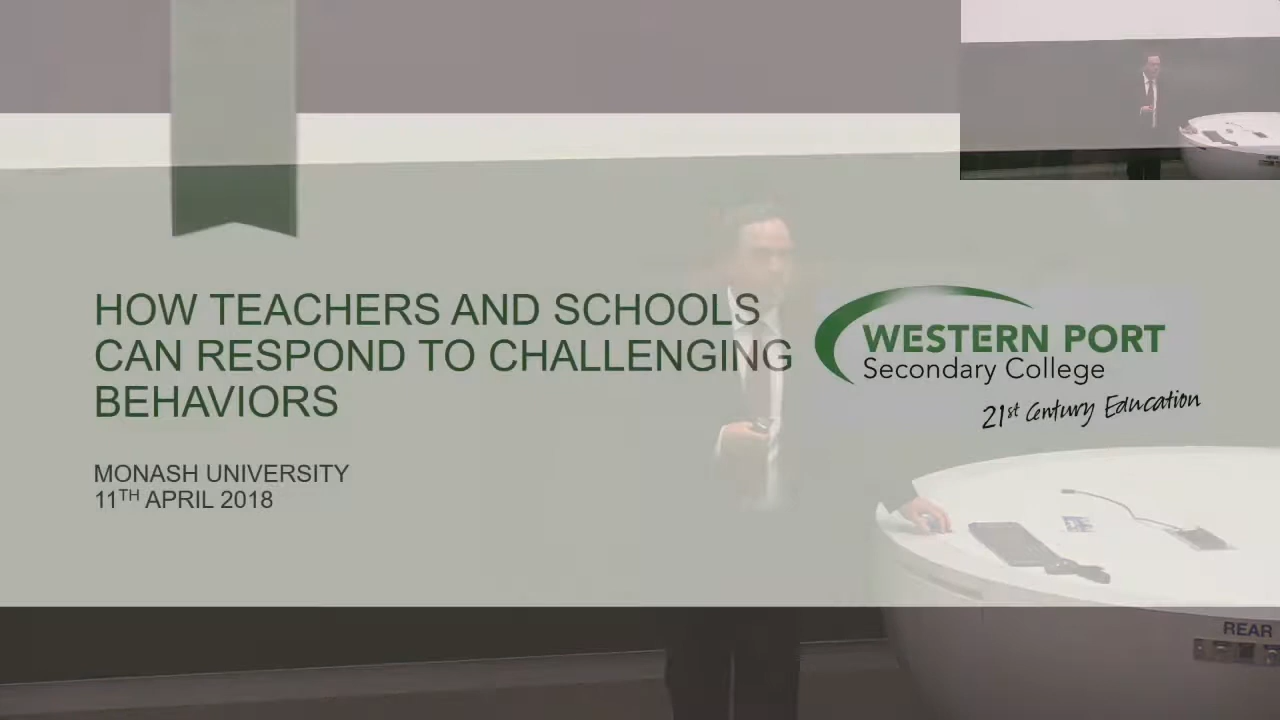 HOW TEACHERS AND SCHOOLS
CAN RESPOND TO CHALLENGING
BEHAVIORS
MONASH UNIVERSITY
11TH APRIL 2018
WESTERN PORT
Secondary College
21st Century Education
REAR